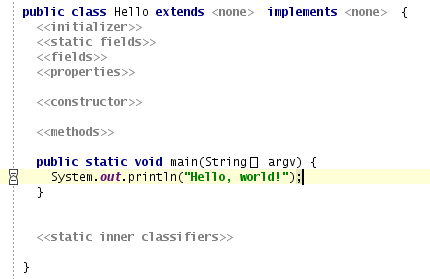 public class Hello extends <none>  implements <none>  {
<<initializer>>
<<static fields>>
<<fields>>
<<properties>>
<<constructor>>
<<methods>>
public static void main(String[] argv) {
System.out.println("Hello, world!");
}
<<static inner classifiers>>
}